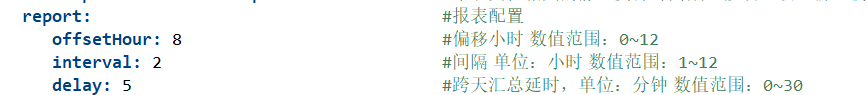 report: #报表配置
offsetHour: 8 #偏移小时 数值范围：0~12
interval: 2 #间隔 单位：小时 数值范围：1~12
delay: 5 #跨天汇总延时，单位：分钟 数值范围：0~30